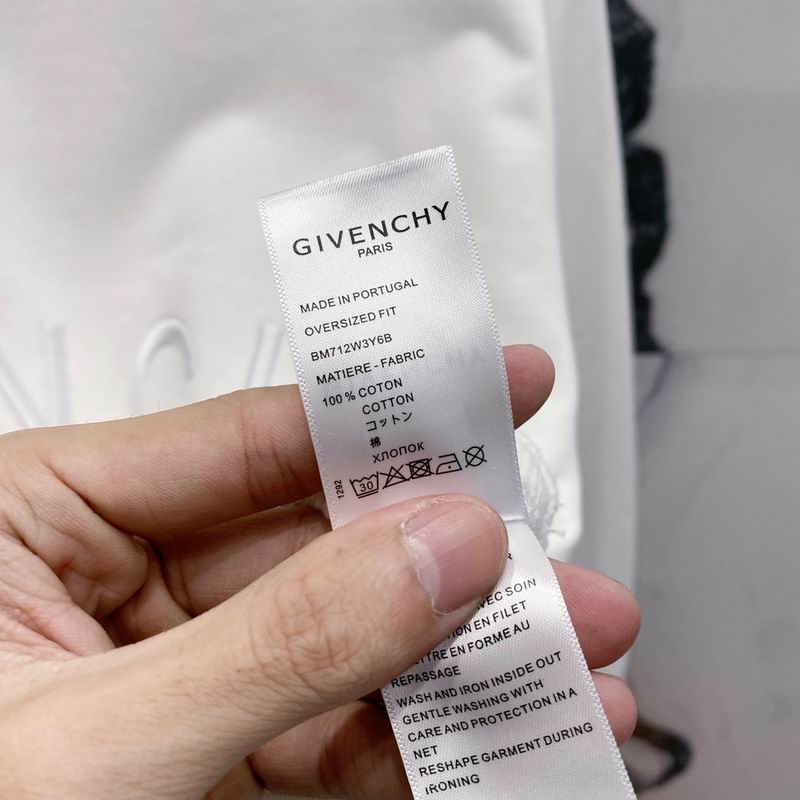 GIVENCHY
PARIS
MADE IN PORTUGAL
OVERSIZED FIT
BM712W3Y6B
MATIERE - FABRIC
100 % COTON
COTTON
コットン
棉
ХЛОПОК
1292
30
AVEC SOIN
EN FILET
EN FORME AU
REPASSAGE
WASH AND IRON INSIDE OUT
GENTLE WASHING WITH
CARE AND PROTECTION IN A
NET
RESHAPE GARMENT DURING
IRONING